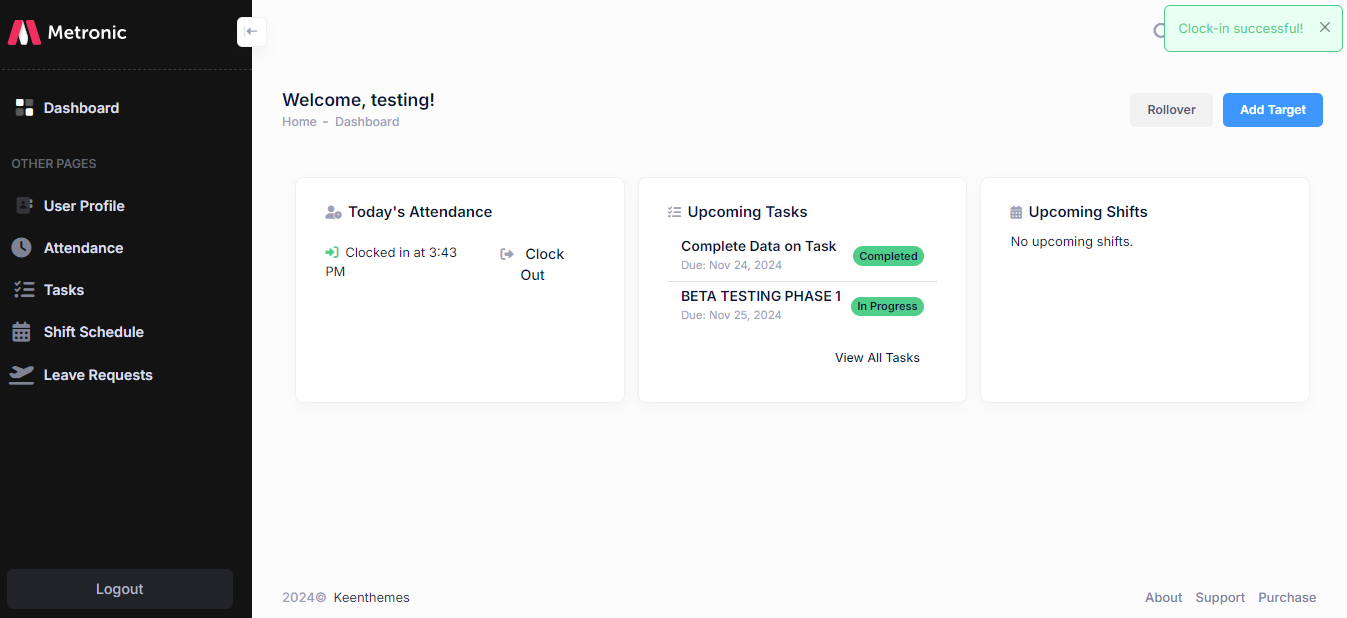 Metronic
Clock-in successful!
Dashboard
OTHER PAGES
User Profile
Attendance
Tasks
Shift Schedule
Leave Requests
Logout
Welcome, testing!
Home - Dashboard
Rollover
Add Target
Today's Attendance
Clocked in at 3:43
PM
Clock
Out
Upcoming Tasks
Complete Data on Task
Due: Nov 24, 2024
Completed
BETA TESTING PHASE 1
Due: Nov 25, 2024
In Progress
View All Tasks
Upcoming Shifts
No upcoming shifts.
2024© Keenthemes
About Support Purchase